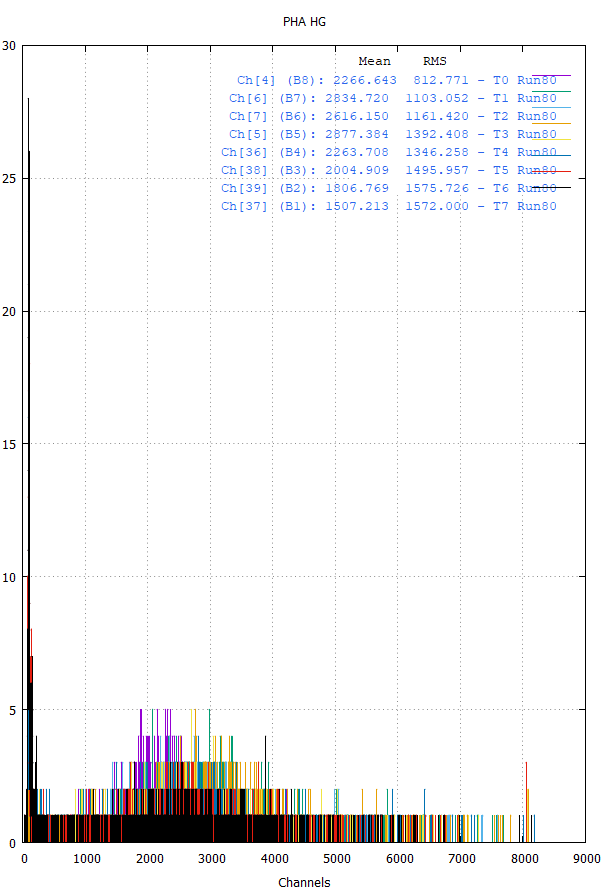 PHA HG
30
Mean RMS
Ch[4] (B8): 2266.643 812.771 - T0 Run80
Ch[6] (B7): 2834.720 1103.052 - T1 Run80
Ch[7] (B6): 2616.150 1161.420 - T2 Run80
Ch[5] (B5): 2877.384 1392.408 - T3 Run80
Ch[36] (B4): 2263.708 1346.258 - T4 Run80
Ch[38] (B3): 2004.909 1495.957 - T5 Run80
Ch[39] (B2): 1806.769 1575.726 - T6 Run80
Ch[37] (B1): 1507.213 1572.000 - T7 Run80
25
20
15
10
5
0
0 1000 2000 3000 4000 5000 6000 7000 8000 9000
Channels